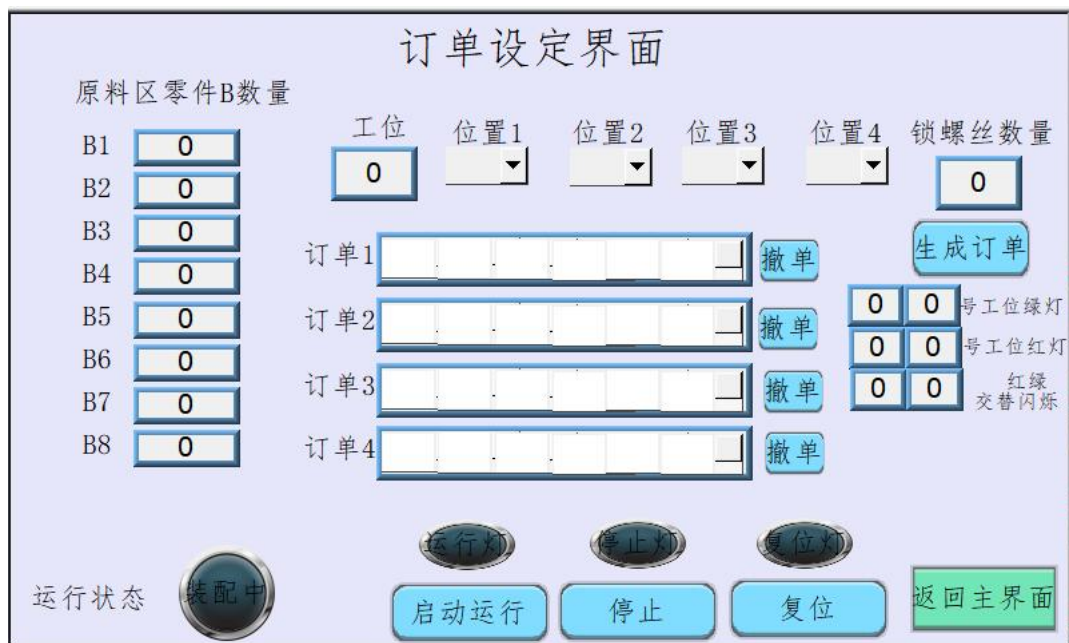 订单设定界面
原料区零件B数量
B1 0
B2 0
B3 0
B4 0
B5 0
B6 0
B7 0
B8 0
工位 位置1 位置2 位置3 位置4 锁螺丝数量
0 0
生成订单
订单1 撤单
订单2 撤单
订单3 撤单
订单4 撤单
0 0 号工位绿灯
0 0 号工位红灯
0 0 红绿
交替闪烁
运行灯 停止灯 复位灯
运行状态 装配中 启动运行 停止 复位 返回主界面